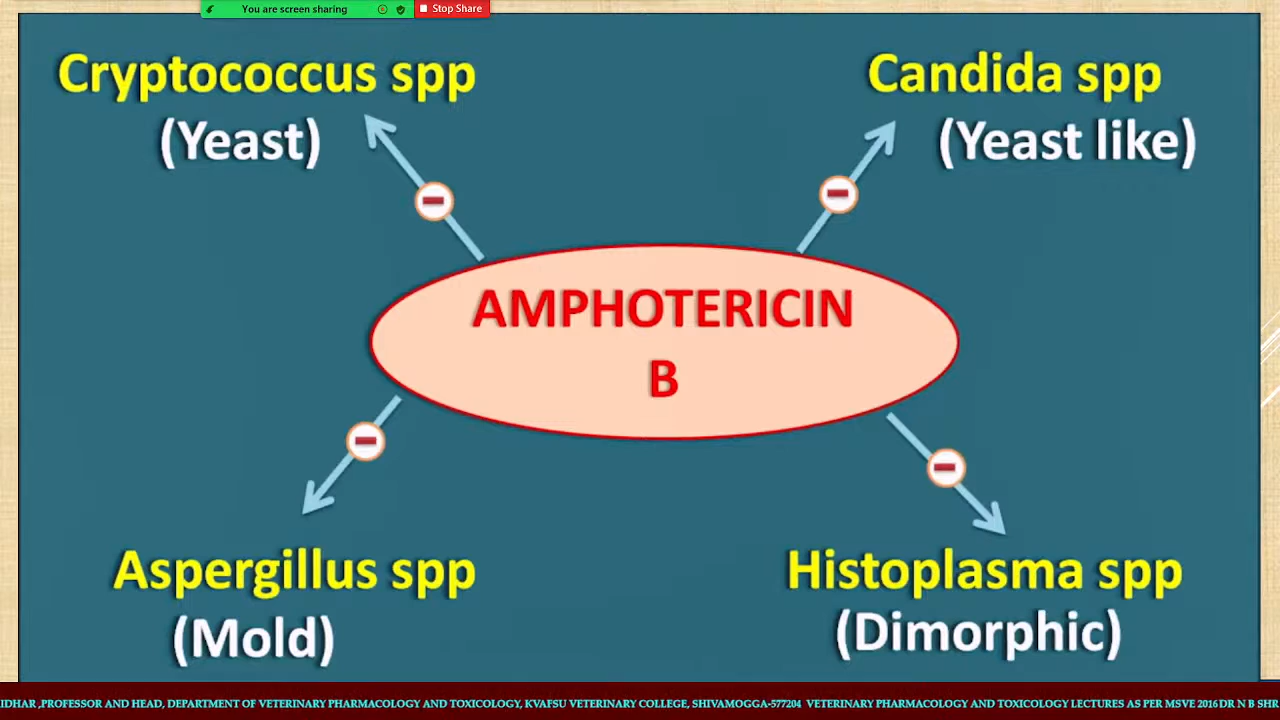 You are screen sharing
Stop Share
Cryptococcus spp
(Yeast)
Candida spp
(Yeast like)
AMPHOTERICIN
B
Aspergillus spp
(Mold)
Histoplasma spp
(Dimorphic)
IDHAR ,PROFESSOR AND HEAD, DEPARTMENT OF VETERINARY PHARMACOLOGY AND TOXICOLOGY, KVAFSU VETERINARY COLLEGE, SHIVAMOGGA-577204 VETERINARY PHARMACOLOGY AND TOXICOLOGY LECTURES AS PER MSVE 2016 DR N B SHR